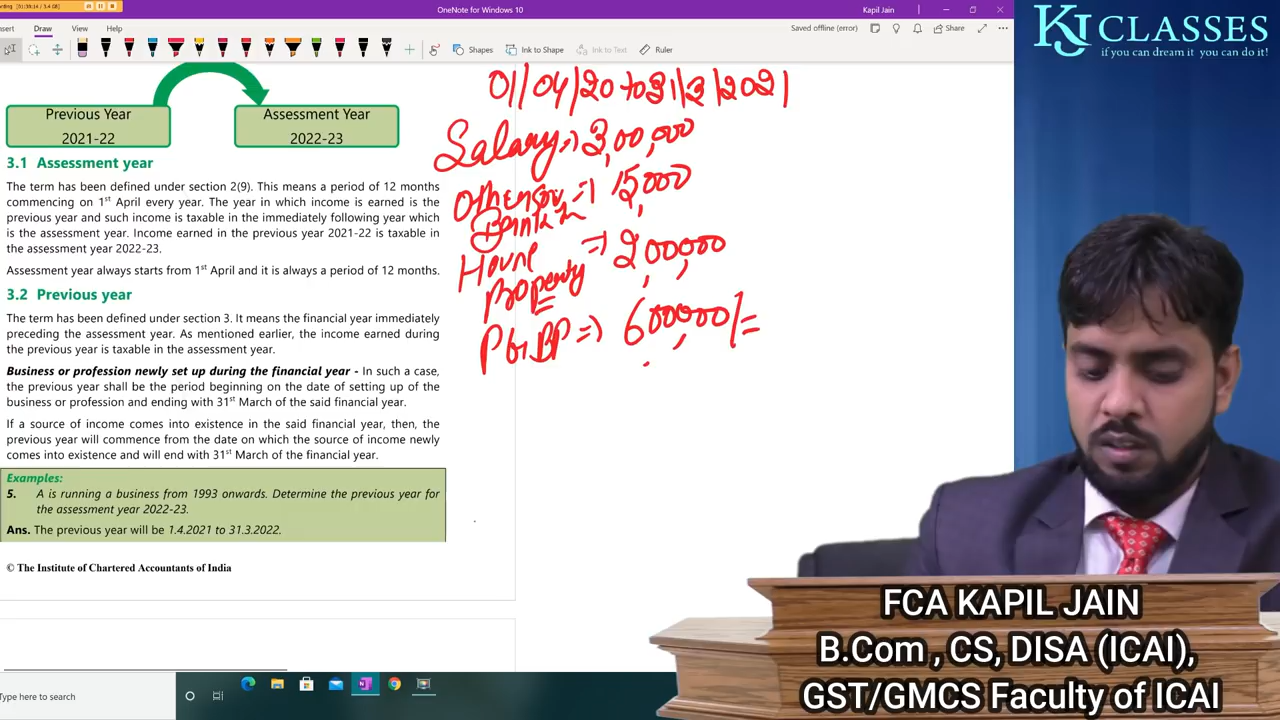 OneNote for Windows 10
Kapil Jain
Draw
View
Help
Saved offline (error)
Share
Shapes
Ink to Shape
Ink to Text
Ruler
KJ CLASSES
if you can dream it you can do it!
Previous Year
2021-22
Assessment Year
2022-23
3.1 Assessment year
The term has been defined under section 2(9). This means a period of 12 months
commencing on 1st April every year. The year in which income is earned is the
previous year and such income is taxable in the immediately following year which
is the assessment year. Income earned in the previous year 2021-22 is taxable in
the assessment year 2022-23.
Assessment year always starts from 1st April and it is always a period of 12 months.
3.2 Previous year
The term has been defined under section 3. It means the financial year immediately
preceding the assessment year. As mentioned earlier, the income earned during
the previous year is taxable in the assessment year.
Business or profession newly set up during the financial year - In such a case,
the previous year shall be the period beginning on the date of setting up of the
business or profession and ending with 31st March of the said financial year.
If a source of income comes into existence in the said financial year, then, the
previous year will commence from the date on which the source of income newly
comes into existence and will end with 31st March of the financial year.
Examples:
5. A is running a business from 1993 onwards. Determine the previous year for
the assessment year 2022-23.
Ans. The previous year will be 1.4.2021 to 31.3.2022.
© The Institute of Chartered Accountants of India
01/04/20 to 31/3/2021
Salary => 3,00,000
=> 15,000
Bank
House
Property => 2,00,000
PGBP => 6,00,000/=
FCA KAPIL JAIN
B.Com , CS, DISA (ICAI),
GST/GMCS Faculty of ICAI
Type here to search